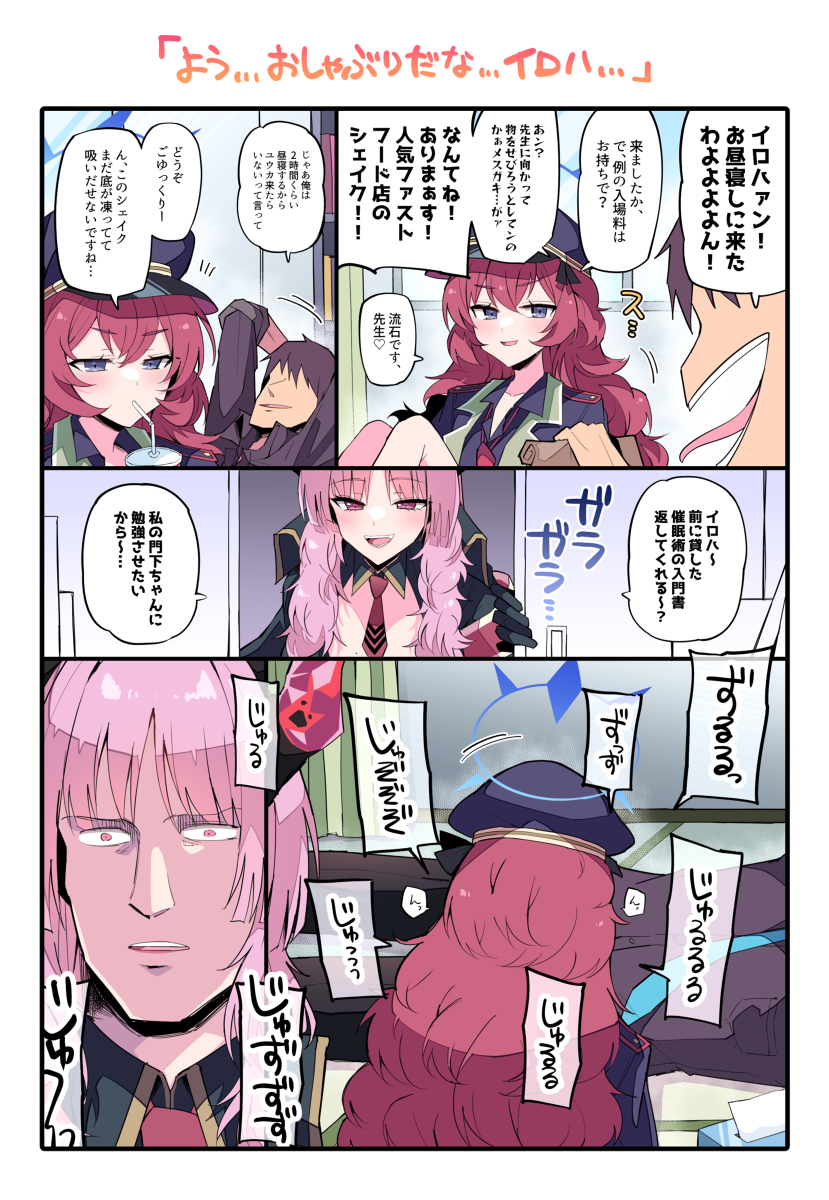 「よう…おしゃぶりだな…イロハ…」
イロハァン！
お昼寝しに来た
わよよよよん！
来ましたか、
で、例の入場料は
お持ちで？
あン？
先生に向かって
物をせびろうとしてンの
かぁメスガキ…がァ
なんてね！
ありまぁす！
人気ファスト
フード店の
シェイク！！
ス…
流石です、
先生♡
じゃあ俺は
2時間くらい
昼寝するから
ユウカ来たら
いないって言って
どうぞ
ごゆっくりー
ん、このシェイク
まだ底が凍ってて
吸いだせないですね…
イロハ～
前に貸した
催眠術の入門書
返してくれる～？
ガラ
ガラ…
私の門下ちゃんに
勉強させたい
から～…
ずるるっ
ずっず
じゅぞぞぞ
じゅる
んっ
んっ
じゅるるるる
じゅっっっ
じゅるる
じゅずずず
じゅ